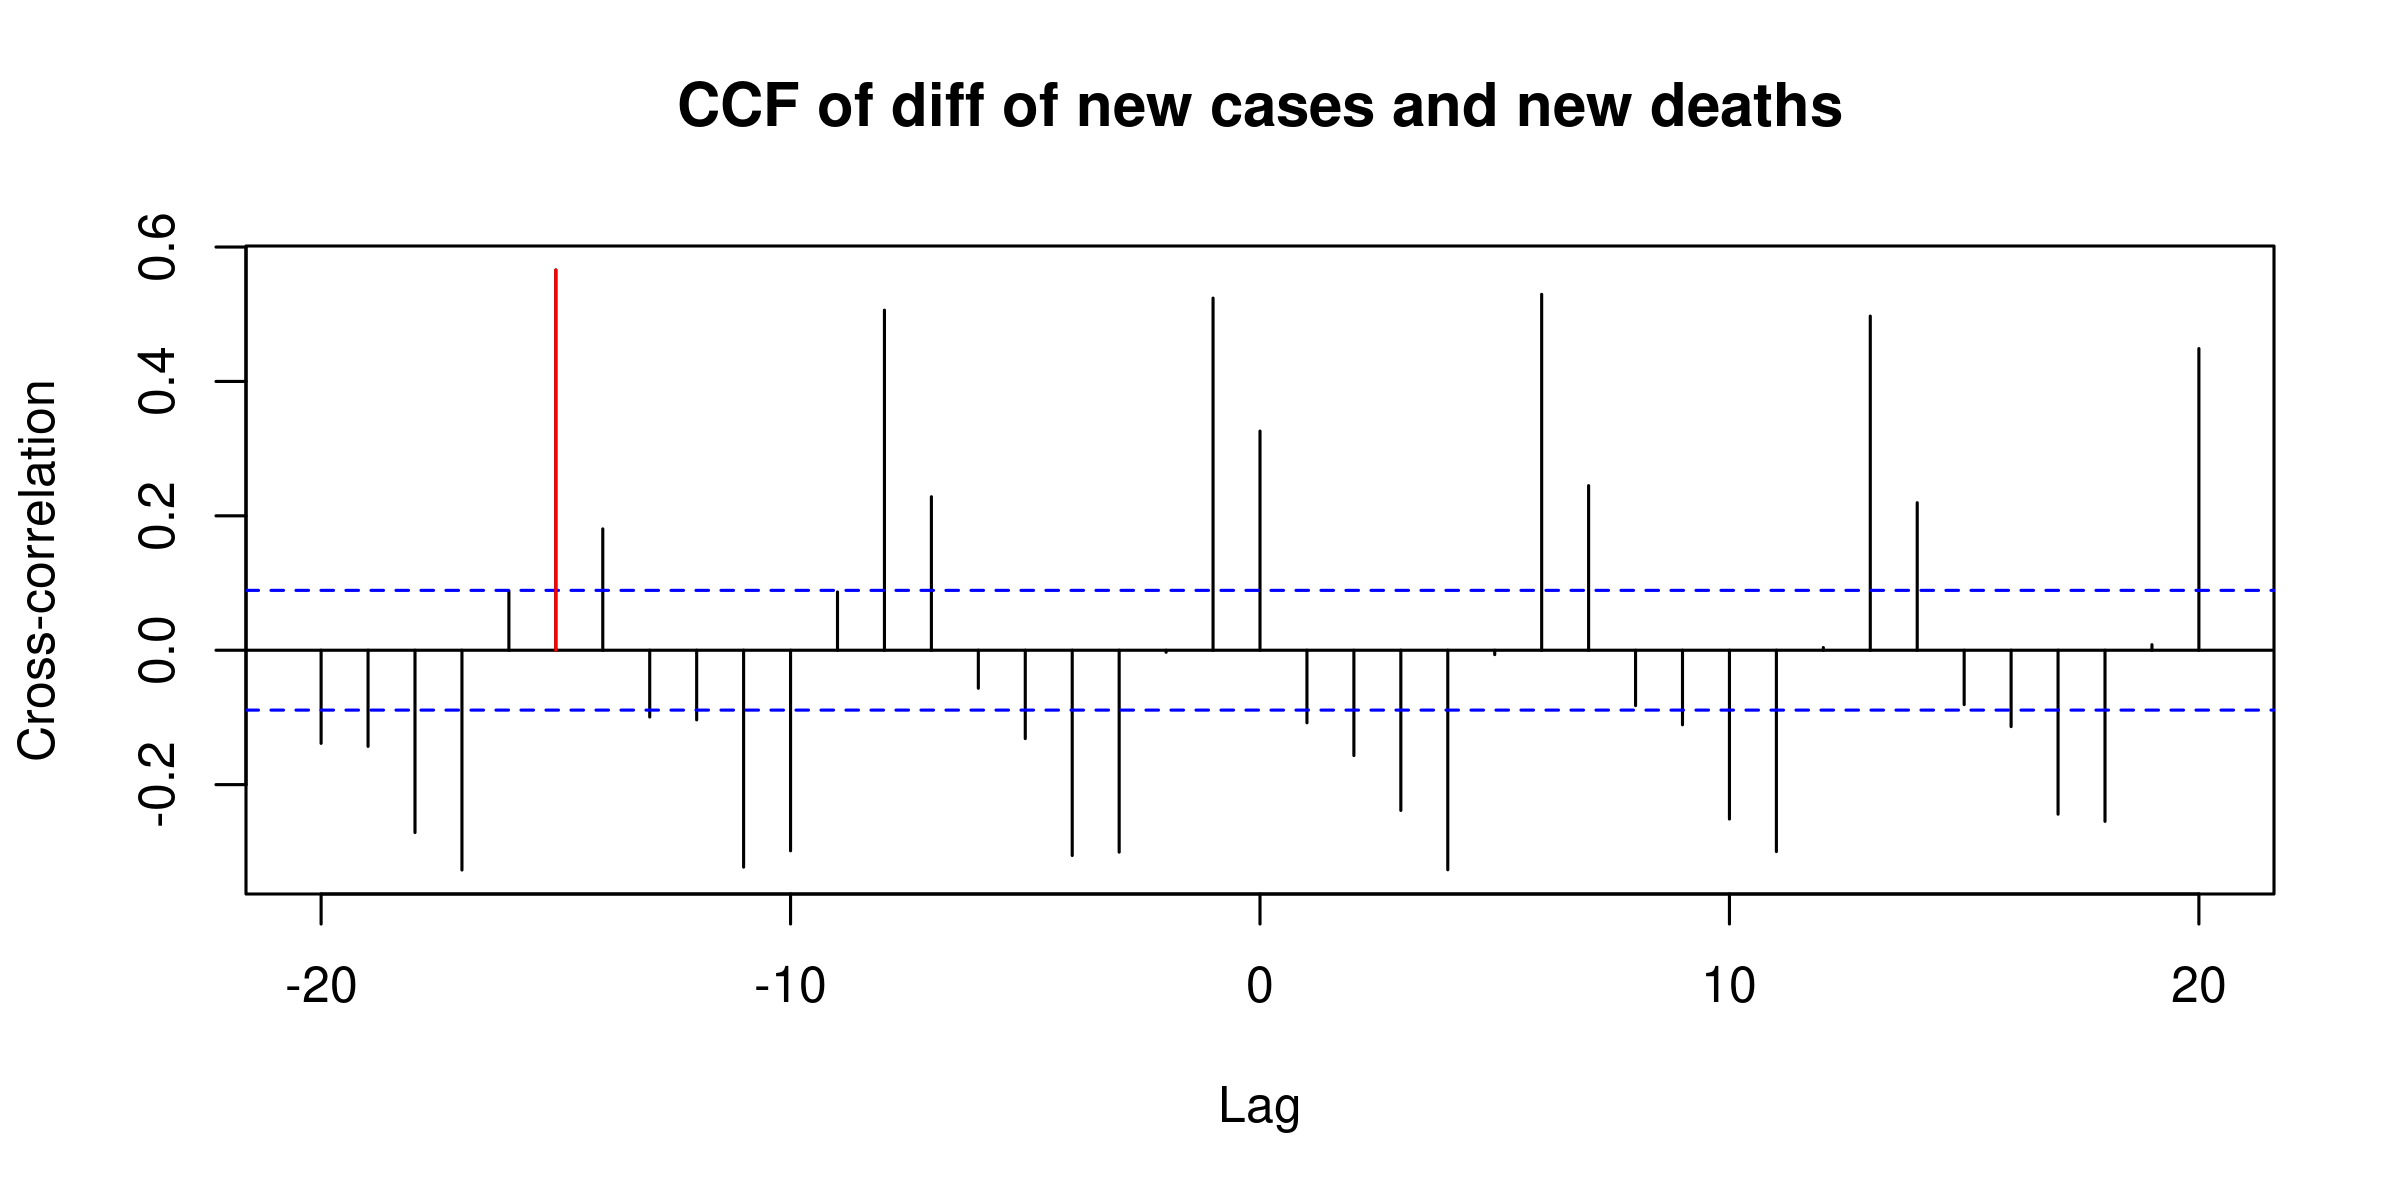 CCF of diff of new cases and new deaths
Cross-correlation
0.6
0.4
0.2
0.0
-0.2
-20 -10 0 10 20
Lag